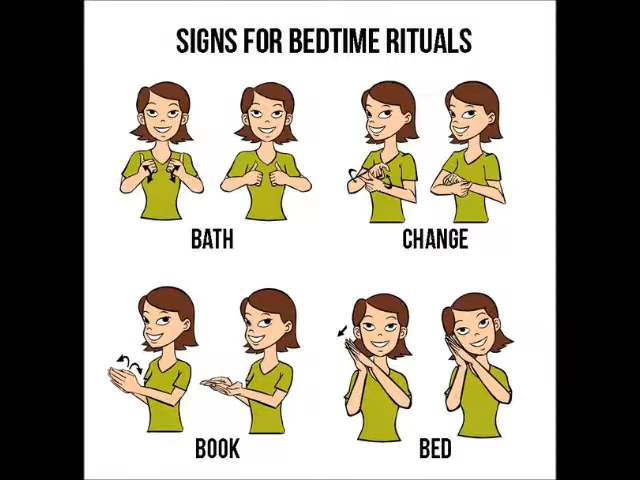 SIGNS FOR BEDTIME RITUALS
BATH
CHANGE
BOOK
BED